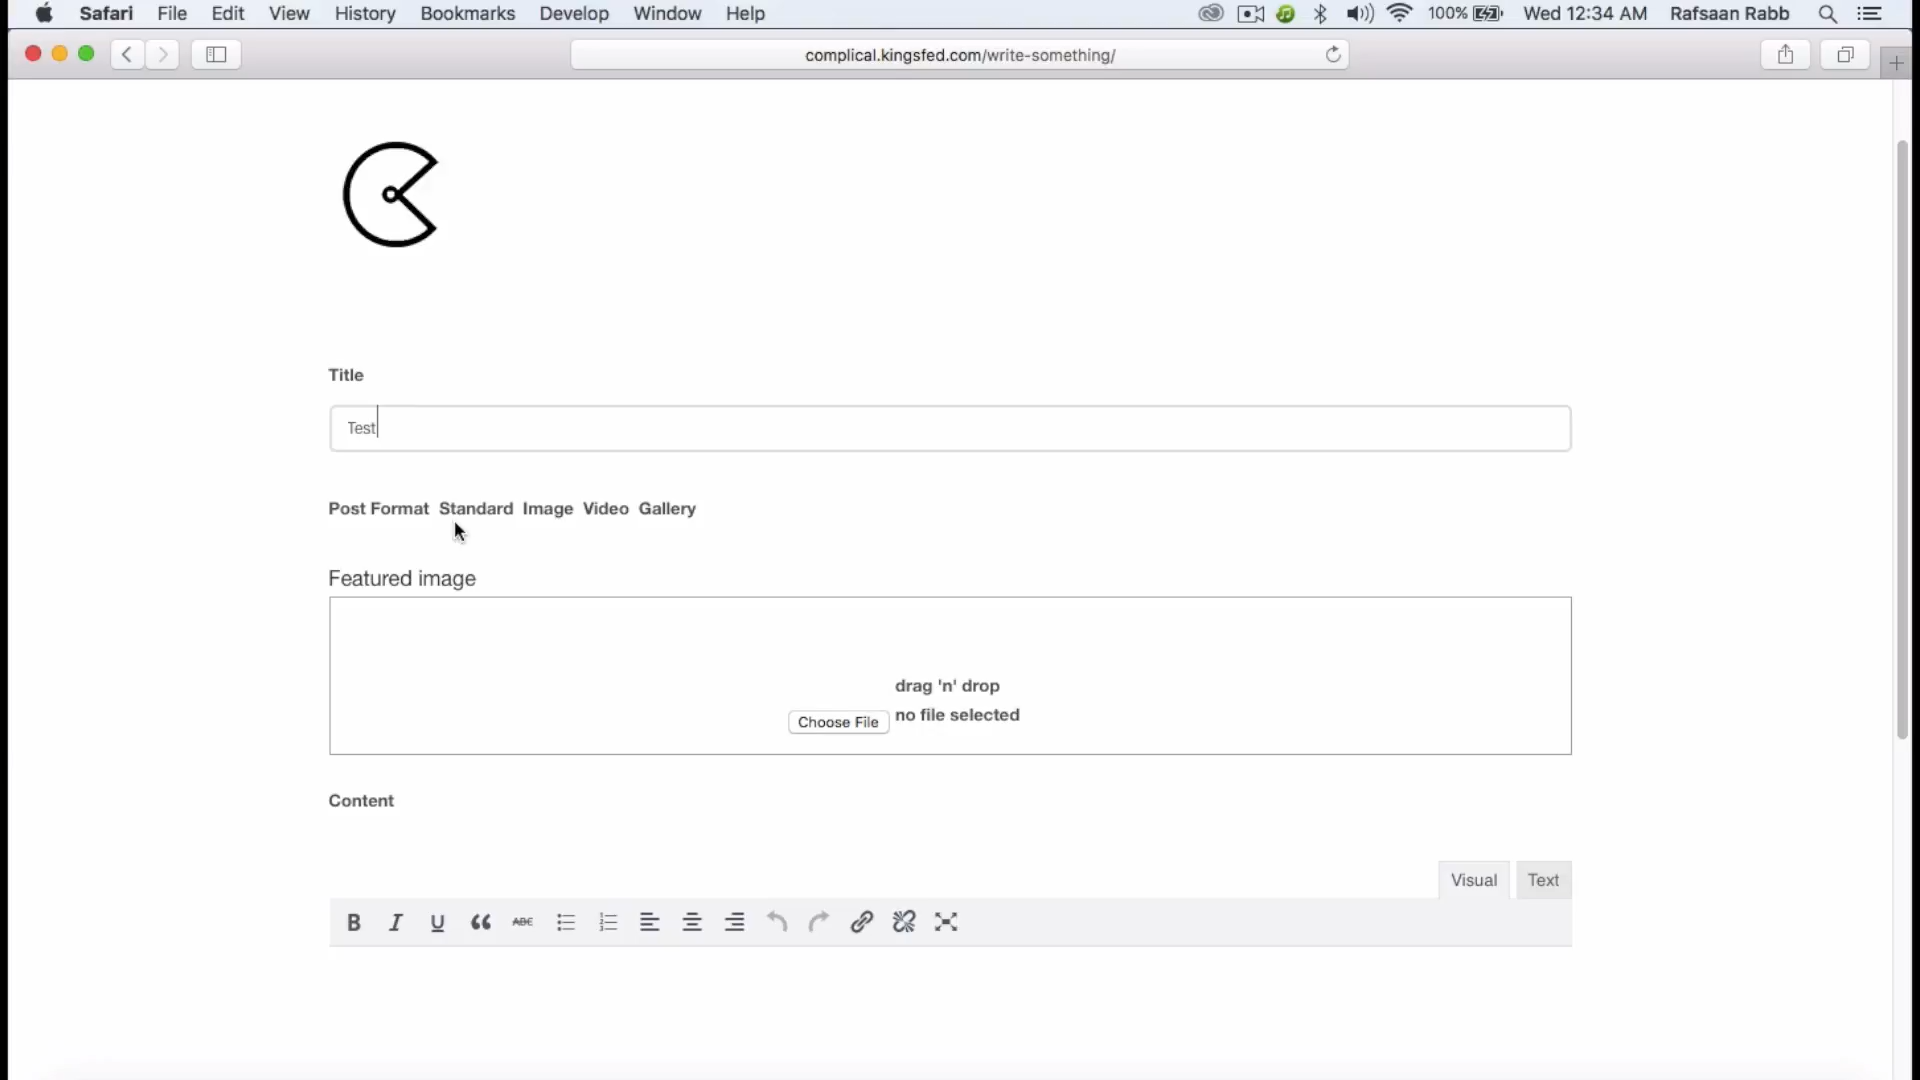 Safari File Edit View History Bookmarks Develop Window Help 100% Wed 12:34 AM Rafsaan Rabb
complical.kingsfed.com/write-something/
Title
Test
Post Format Standard Image Video Gallery
Featured image
drag 'n' drop
Choose File no file selected
Content
Visual Text
B I U ABC